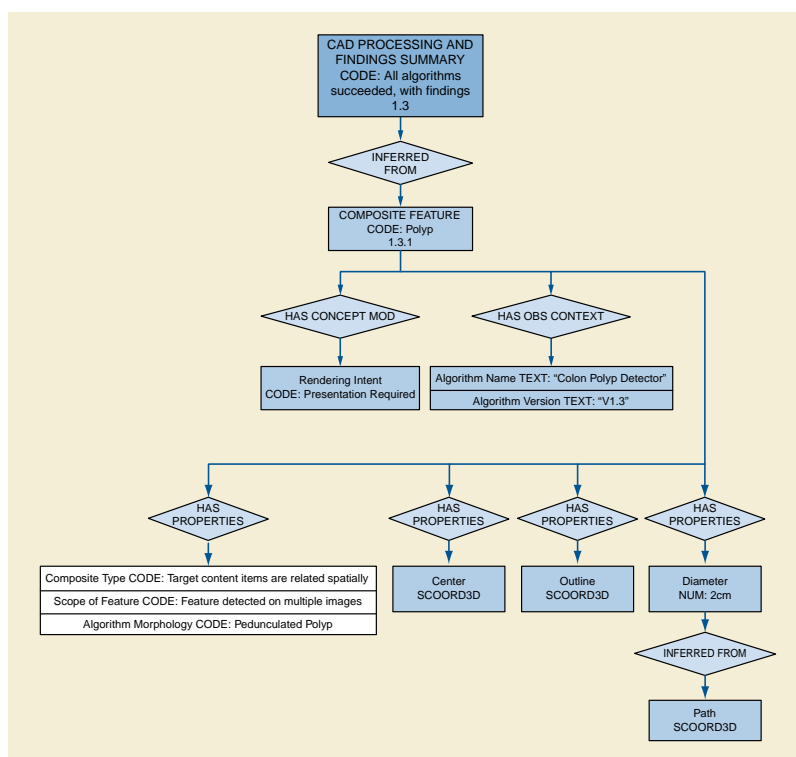 CAD PROCESSING AND
FINDINGS SUMMARY
CODE: All algorithms
succeeded, with findings
1.3
INFERRED
FROM
COMPOSITE FEATURE
CODE: Polyp
1.3.1
HAS CONCEPT MOD
HAS OBS CONTEXT
Rendering Intent
CODE: Presentation Required
Algorithm Name TEXT: “Colon Polyp Detector”
Algorithm Version TEXT: “V1.3”
HAS
PROPERTIES
HAS
PROPERTIES
HAS
PROPERTIES
HAS
PROPERTIES
Composite Type CODE: Target content items are related spatially
Scope of Feature CODE: Feature detected on multiple images
Algorithm Morphology CODE: Pedunculated Polyp
Center
SCOORD3D
Outline
SCOORD3D
Diameter
NUM: 2cm
INFERRED FROM
Path
SCOORD3D